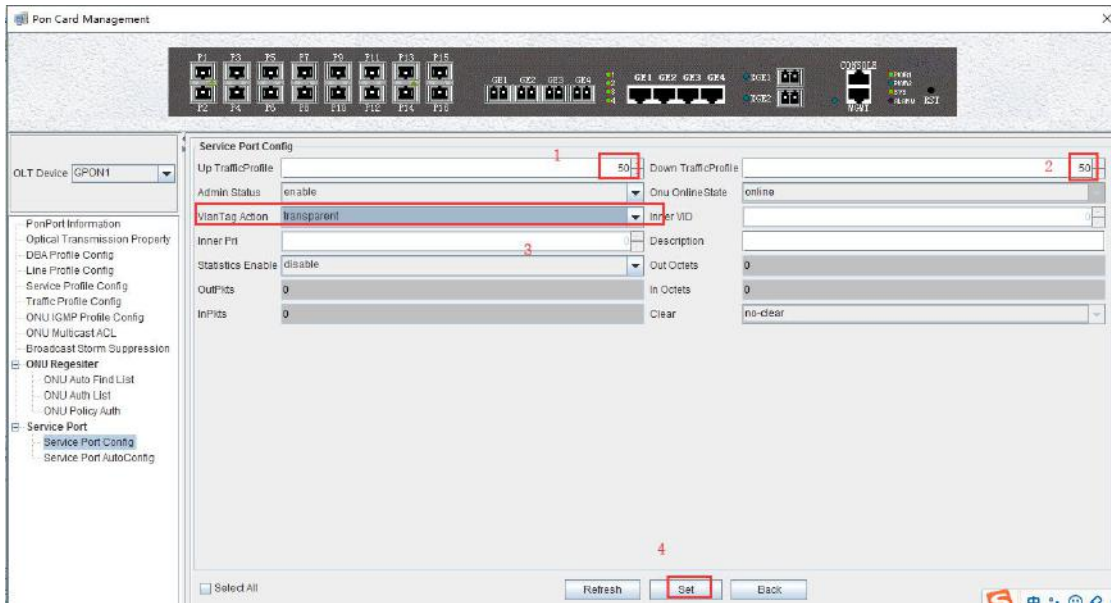 Pon Card Management
P1 P3 P5 P7 P9 P11 P13 P15
P2 P4 P6 P8 P10 P12 P14 P16
GE1 GE2 GE3 GE4
GE1 GE2 GE3 GE4
XGE1
XGE2
CONSOLE
MGMT
RST
OLT Device GPON1
PonPort Information
Optical Transmission Property
DBA Profile Config
Line Profile Config
Service Profile Config
Traffic Profile Config
ONU IGMP Profile Config
ONU Multicast ACL
Broadcast Storm Suppression
ONU Regesiter
ONU Auto Find List
ONU Auth List
ONU Policy Auth
Service Port
Service Port Config
Service Port AutoConfig
Service Port Config
Up TrafficProfile 1 50 Down TrafficProfile 2 50
Admin Status enable Onu OnlineState online
VlanTag Action transparent Inner VID 0
Inner Pri 0 Description
3
Statistics Enable disable Out Octets 0
OutPkts 0 In Octets 0
InPkts 0 Clear no-clear
4
Select All Refresh Set Back
S 中